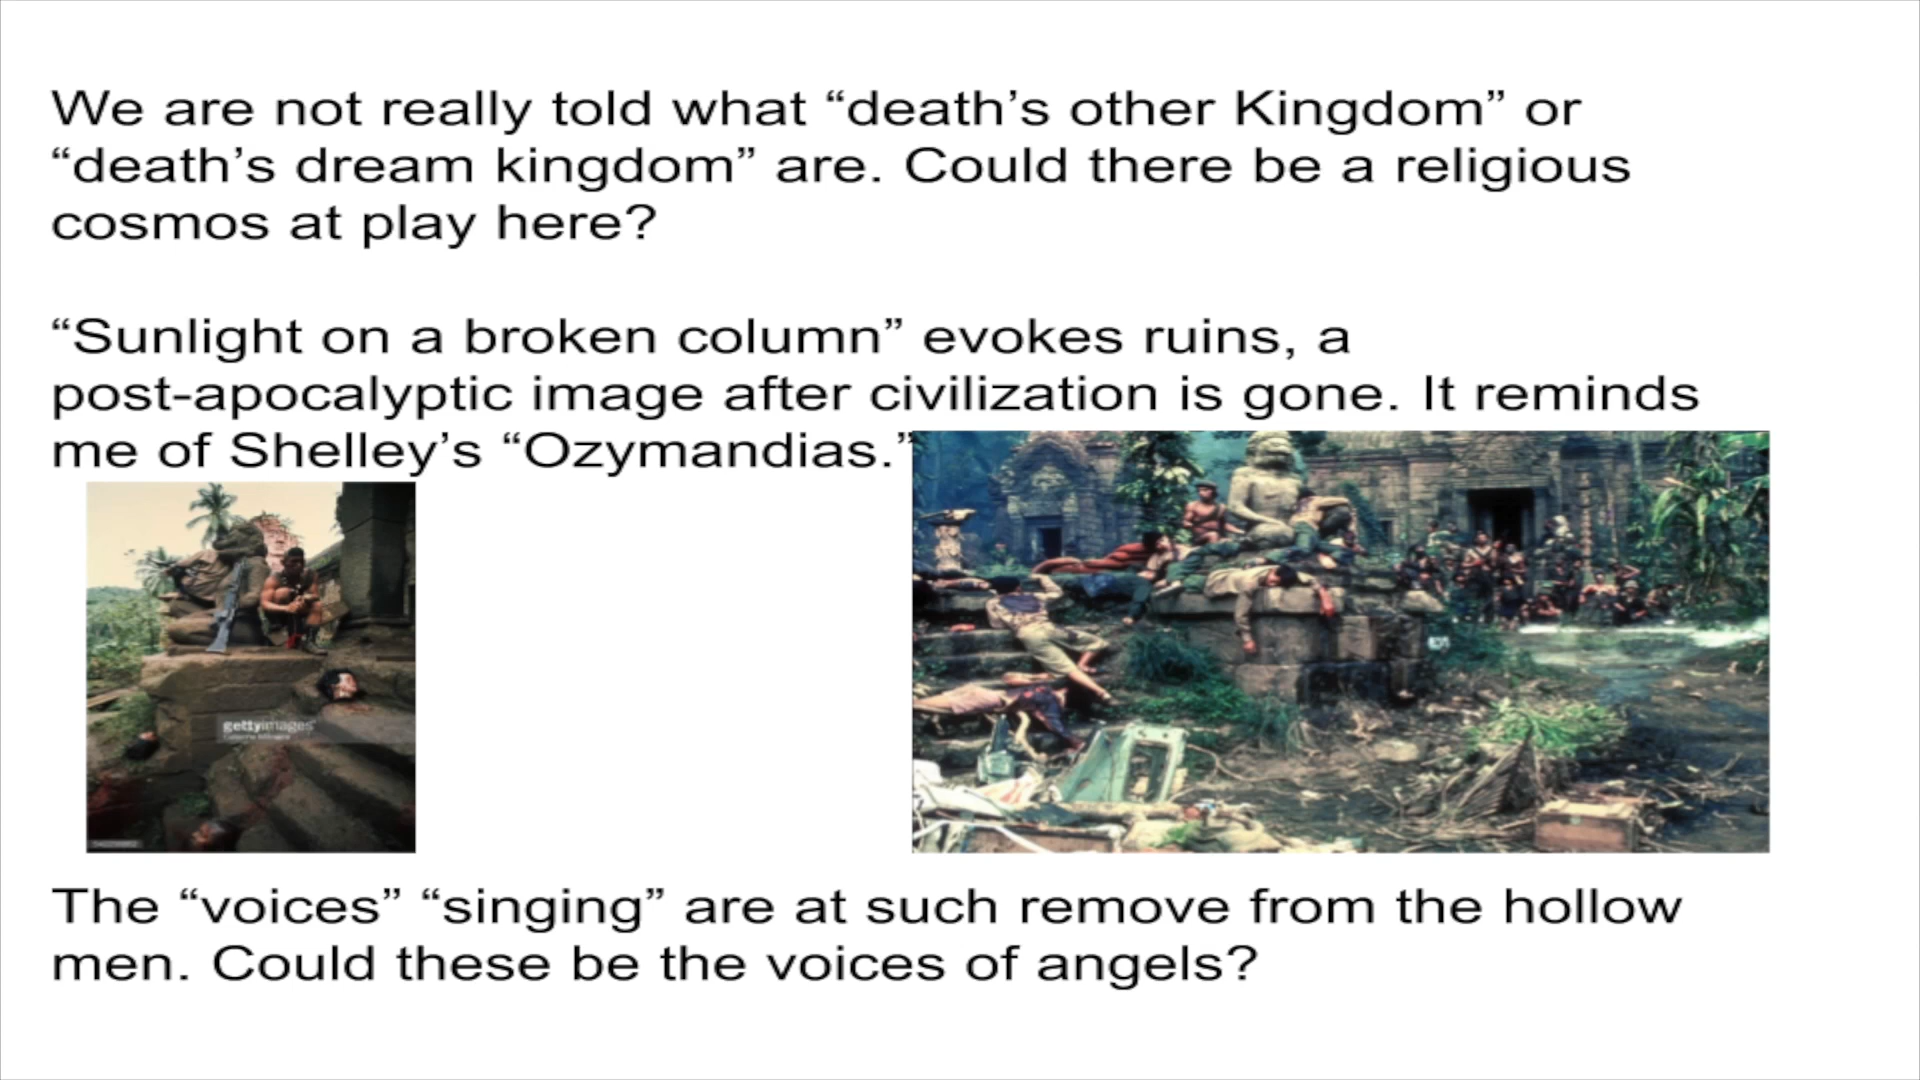 We are not really told what “death’s other Kingdom” or
“death’s dream kingdom” are. Could there be a religious
cosmos at play here?
“Sunlight on a broken column” evokes ruins, a
post-apocalyptic image after civilization is gone. It reminds
me of Shelley’s “Ozymandias.”
gettyimages
The “voices” “singing” are at such remove from the hollow
men. Could these be the voices of angels?